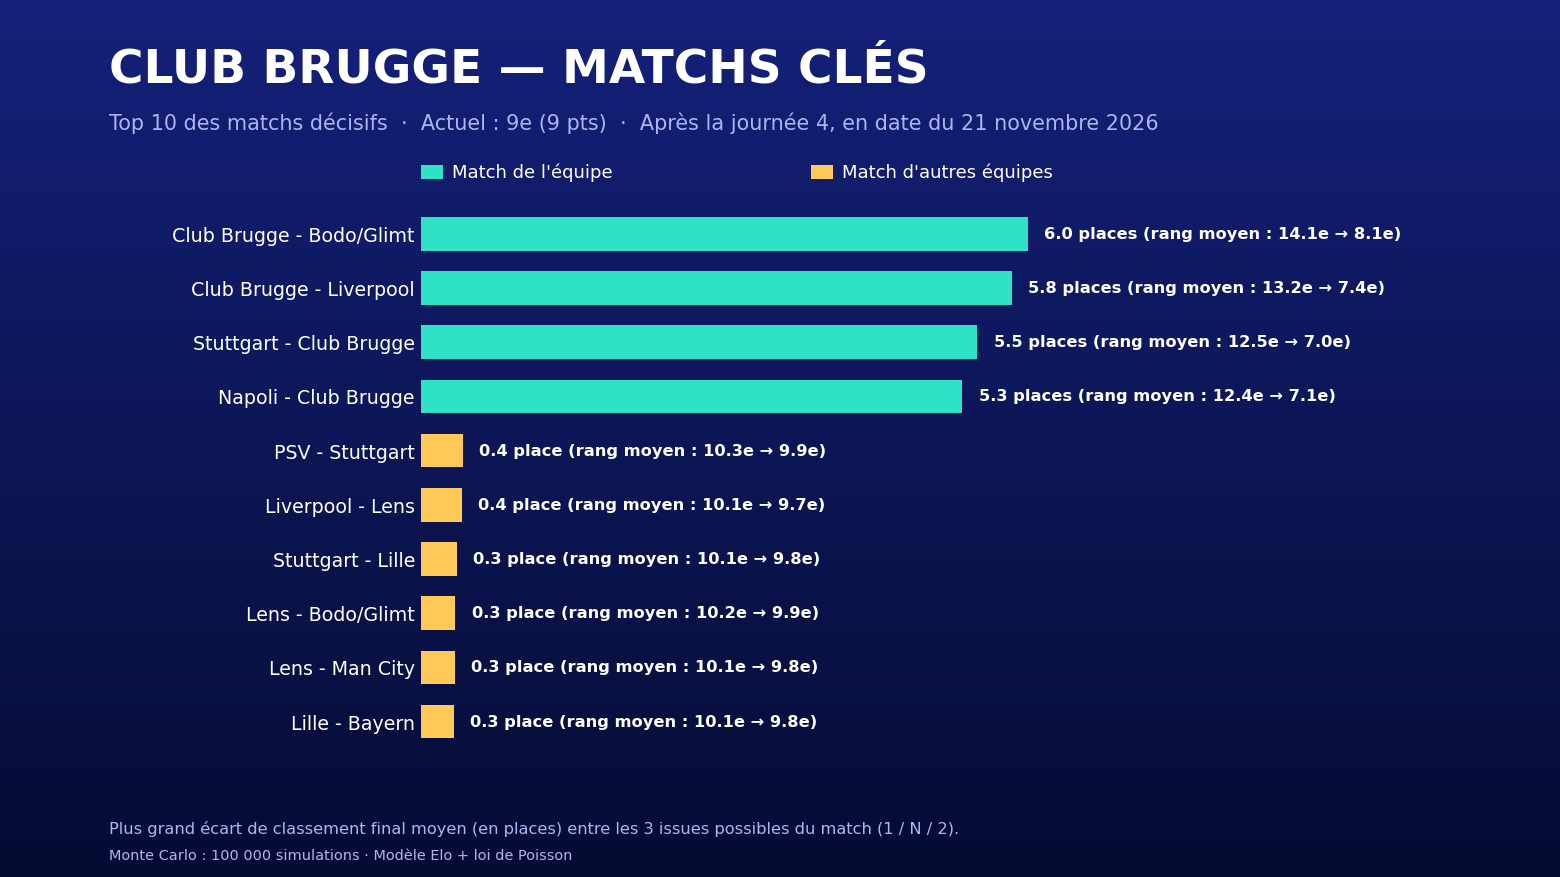 CLUB BRUGGE — MATCHS CLÉS
Top 10 des matchs décisifs · Actuel : 9e (9 pts) · Après la journée 4, en date du 21 novembre 2026
Match de l'équipe
Match d'autres équipes
Club Brugge - Bodo/Glimt
6.0 places (rang moyen : 14.1e → 8.1e)
Club Brugge - Liverpool
5.8 places (rang moyen : 13.2e → 7.4e)
Stuttgart - Club Brugge
5.5 places (rang moyen : 12.5e → 7.0e)
Napoli - Club Brugge
5.3 places (rang moyen : 12.4e → 7.1e)
PSV - Stuttgart
0.4 place (rang moyen : 10.3e → 9.9e)
Liverpool - Lens
0.4 place (rang moyen : 10.1e → 9.7e)
Stuttgart - Lille
0.3 place (rang moyen : 10.1e → 9.8e)
Lens - Bodo/Glimt
0.3 place (rang moyen : 10.2e → 9.9e)
Lens - Man City
0.3 place (rang moyen : 10.1e → 9.8e)
Lille - Bayern
0.3 place (rang moyen : 10.1e → 9.8e)
Plus grand écart de classement final moyen (en places) entre les 3 issues possibles du match (1 / N / 2).
Monte Carlo : 100 000 simulations · Modèle Elo + loi de Poisson